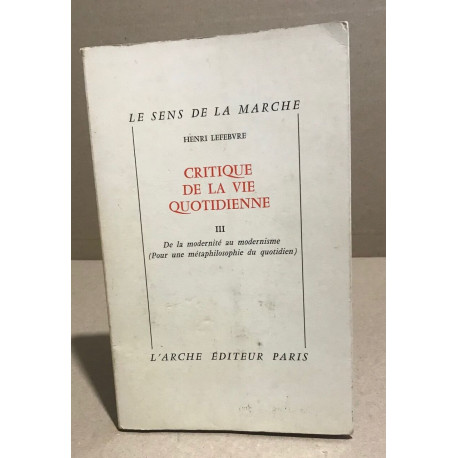 LE SENS DE LA MARCHE
HENRI LEFEBVRE
CRITIQUE
DE LA VIE
QUOTIDIENNE
III
De la modernité au modernisme
(Pour une métaphilosophie du quotidien)
L'ARCHE ÉDITEUR PARIS